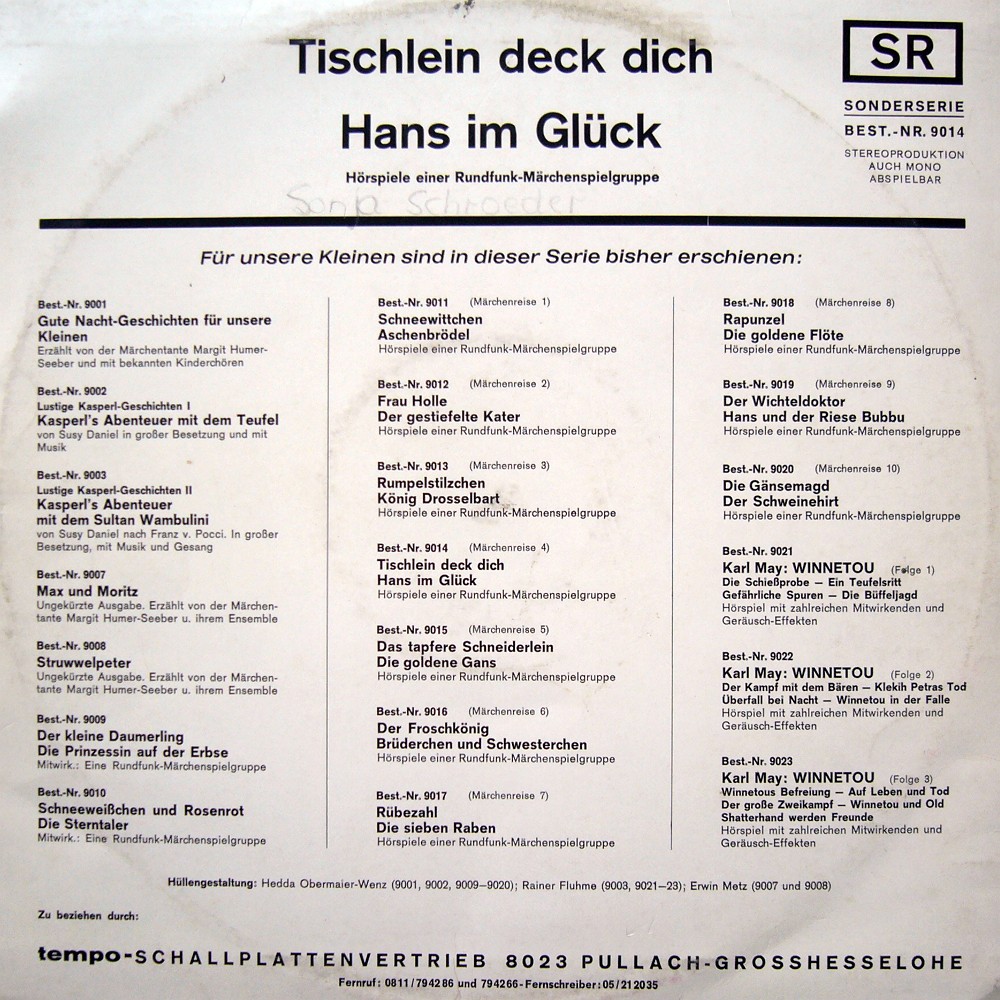 Tischlein deck dich
Hans im Glück
Hörspiele einer Rundfunk-Märchenspielgruppe
Sonja Schroeder
SR
SONDERSERIE
BEST.-NR. 9014
STEREOPRODUKTION
AUCH MONO
ABSPIELBAR
Für unsere Kleinen sind in dieser Serie bisher erschienen:
Best.-Nr. 9001
Gute Nacht-Geschichten für unsere
Kleinen
Erzählt von der Märchentante Margit Humer-
Seeber und mit bekannten Kinderchören
Best.-Nr. 9002
Lustige Kasperl-Geschichten I
Kasperl's Abenteuer mit dem Teufel
von Susy Daniel in großer Besetzung und mit
Musik
Best.-Nr. 9003
Lustige Kasperl-Geschichten II
Kasperl's Abenteuer
mit dem Sultan Wambulini
von Susy Daniel nach Franz v. Pocci. In großer
Besetzung, mit Musik und Gesang
Best.-Nr. 9007
Max und Moritz
Ungekürzte Ausgabe. Erzählt von der Märchen-
tante Margit Humer-Seeber u. ihrem Ensemble
Best.-Nr. 9008
Struwwelpeter
Ungekürzte Ausgabe. Erzählt von der Märchen-
tante Margit Humer-Seeber u. ihrem Ensemble
Best.-Nr. 9009
Der kleine Daumerling
Die Prinzessin auf der Erbse
Mitwirk.: Eine Rundfunk-Märchenspielgruppe
Best.-Nr. 9010
Schneeweißchen und Rosenrot
Die Sterntaler
Mitwirk.: Eine Rundfunk-Märchenspielgruppe
Best.-Nr. 9011 (Märchenreise 1)
Schneewittchen
Aschenbrödel
Hörspiele einer Rundfunk-Märchenspielgruppe
Best.-Nr. 9012 (Märchenreise 2)
Frau Holle
Der gestiefelte Kater
Hörspiele einer Rundfunk-Märchenspielgruppe
Best.-Nr. 9013 (Märchenreise 3)
Rumpelstilzchen
König Drosselbart
Hörspiele einer Rundfunk-Märchenspielgruppe
Best.-Nr. 9014 (Märchenreise 4)
Tischlein deck dich
Hans im Glück
Hörspiele einer Rundfunk-Märchenspielgruppe
Best.-Nr. 9015 (Märchenreise 5)
Das tapfere Schneiderlein
Die goldene Gans
Hörspiele einer Rundfunk-Märchenspielgruppe
Best.-Nr. 9016 (Märchenreise 6)
Der Froschkönig
Brüderchen und Schwesterchen
Hörspiele einer Rundfunk-Märchenspielgruppe
Best.-Nr. 9017 (Märchenreise 7)
Rübezahl
Die sieben Raben
Hörspiele einer Rundfunk-Märchenspielgruppe
Best.-Nr. 9018 (Märchenreise 8)
Rapunzel
Die goldene Flöte
Hörspiele einer Rundfunk-Märchenspielgruppe
Best.-Nr. 9019 (Märchenreise 9)
Der Wichteldoktor
Hans und der Riese Bubbu
Hörspiele einer Rundfunk-Märchenspielgruppe
Best.-Nr. 9020 (Märchenreise 10)
Die Gänsemagd
Der Schweinehirt
Hörspiele einer Rundfunk-Märchenspielgruppe
Best.-Nr. 9021
Karl May: WINNETOU (Folge 1)
Die Schießprobe — Ein Teufelsritt
Gefährliche Spuren — Die Büffeljagd
Hörspiel mit zahlreichen Mitwirkenden und
Geräusch-Effekten
Best.-Nr. 9022
Karl May: WINNETOU (Folge 2)
Der Kampf mit dem Bären — Klekih Petras Tod
Überfall bei Nacht — Winnetou in der Falle
Hörspiel mit zahlreichen Mitwirkenden und
Geräusch-Effekten
Best.-Nr. 9023
Karl May: WINNETOU (Folge 3)
Winnetous Befreiung — Auf Leben und Tod
Der große Zweikampf — Winnetou und Old
Shatterhand werden Freunde
Hörspiel mit zahlreichen Mitwirkenden und
Geräusch-Effekten
Hüllengestaltung: Hedda Obermaier-Wenz (9001, 9002, 9009—9020); Rainer Fluhme (9003, 9021—23); Erwin Metz (9007 und 9008)
Zu beziehen durch:
tempo-SCHALLPLATTENVERTRIEB 8023 PULLACH-GROSSHESSELOHE
Fernruf: 0811/794286 und 794266-Fernschreiber: 05/212035